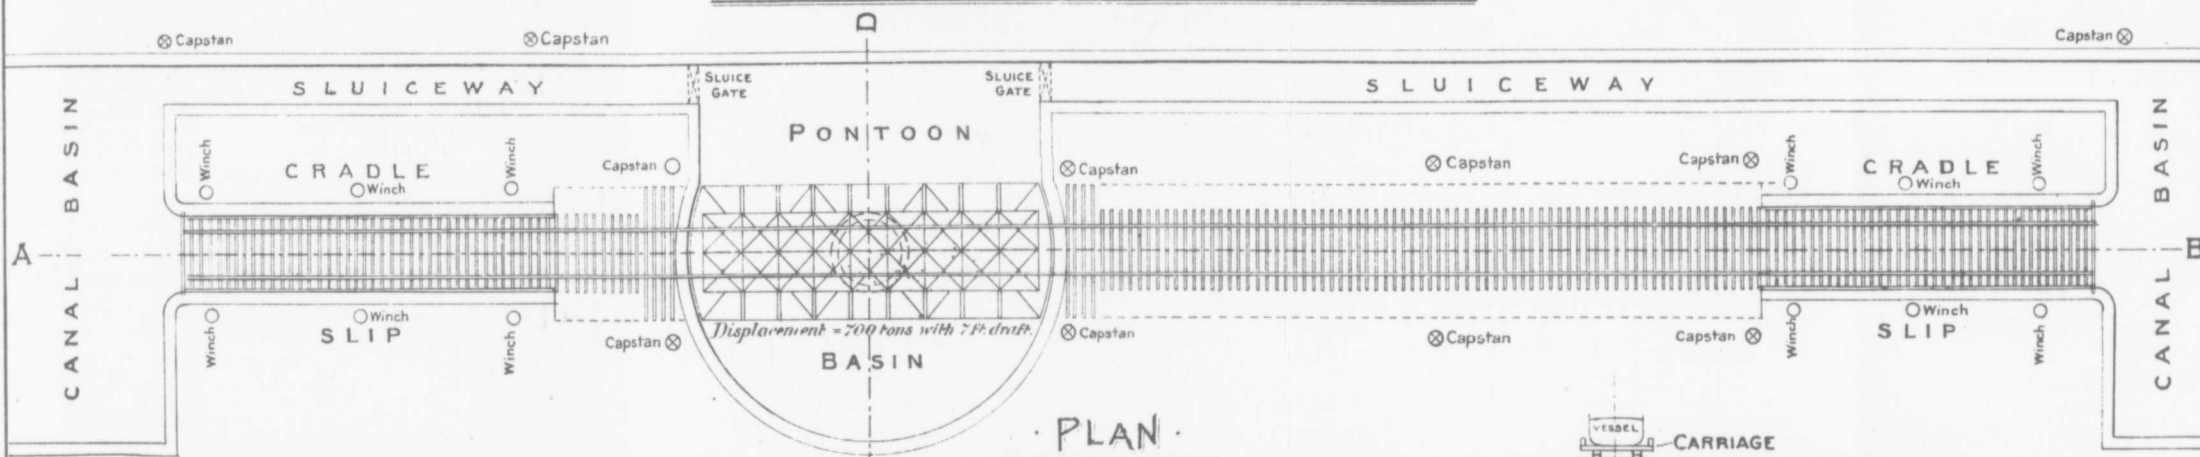 D
Capstan
Capstan
Capstan
SLUICEWAY
SLUICE
GATE
SLUICE
GATE
SLUICEWAY
CANAL BASIN
PONTOON
CANAL BASIN
Winch
CRADLE
Winch
Winch
Capstan
Capstan
Capstan
Capstan
Winch
CRADLE
Winch
Winch
A
B
Winch
Winch
SLIP
Winch
Capstan
Displacement = 700 tons with 7 Ft. draft.
BASIN
Capstan
Capstan
Capstan
Winch
Winch
SLIP
Winch
· PLAN ·
VESSEL
CARRIAGE